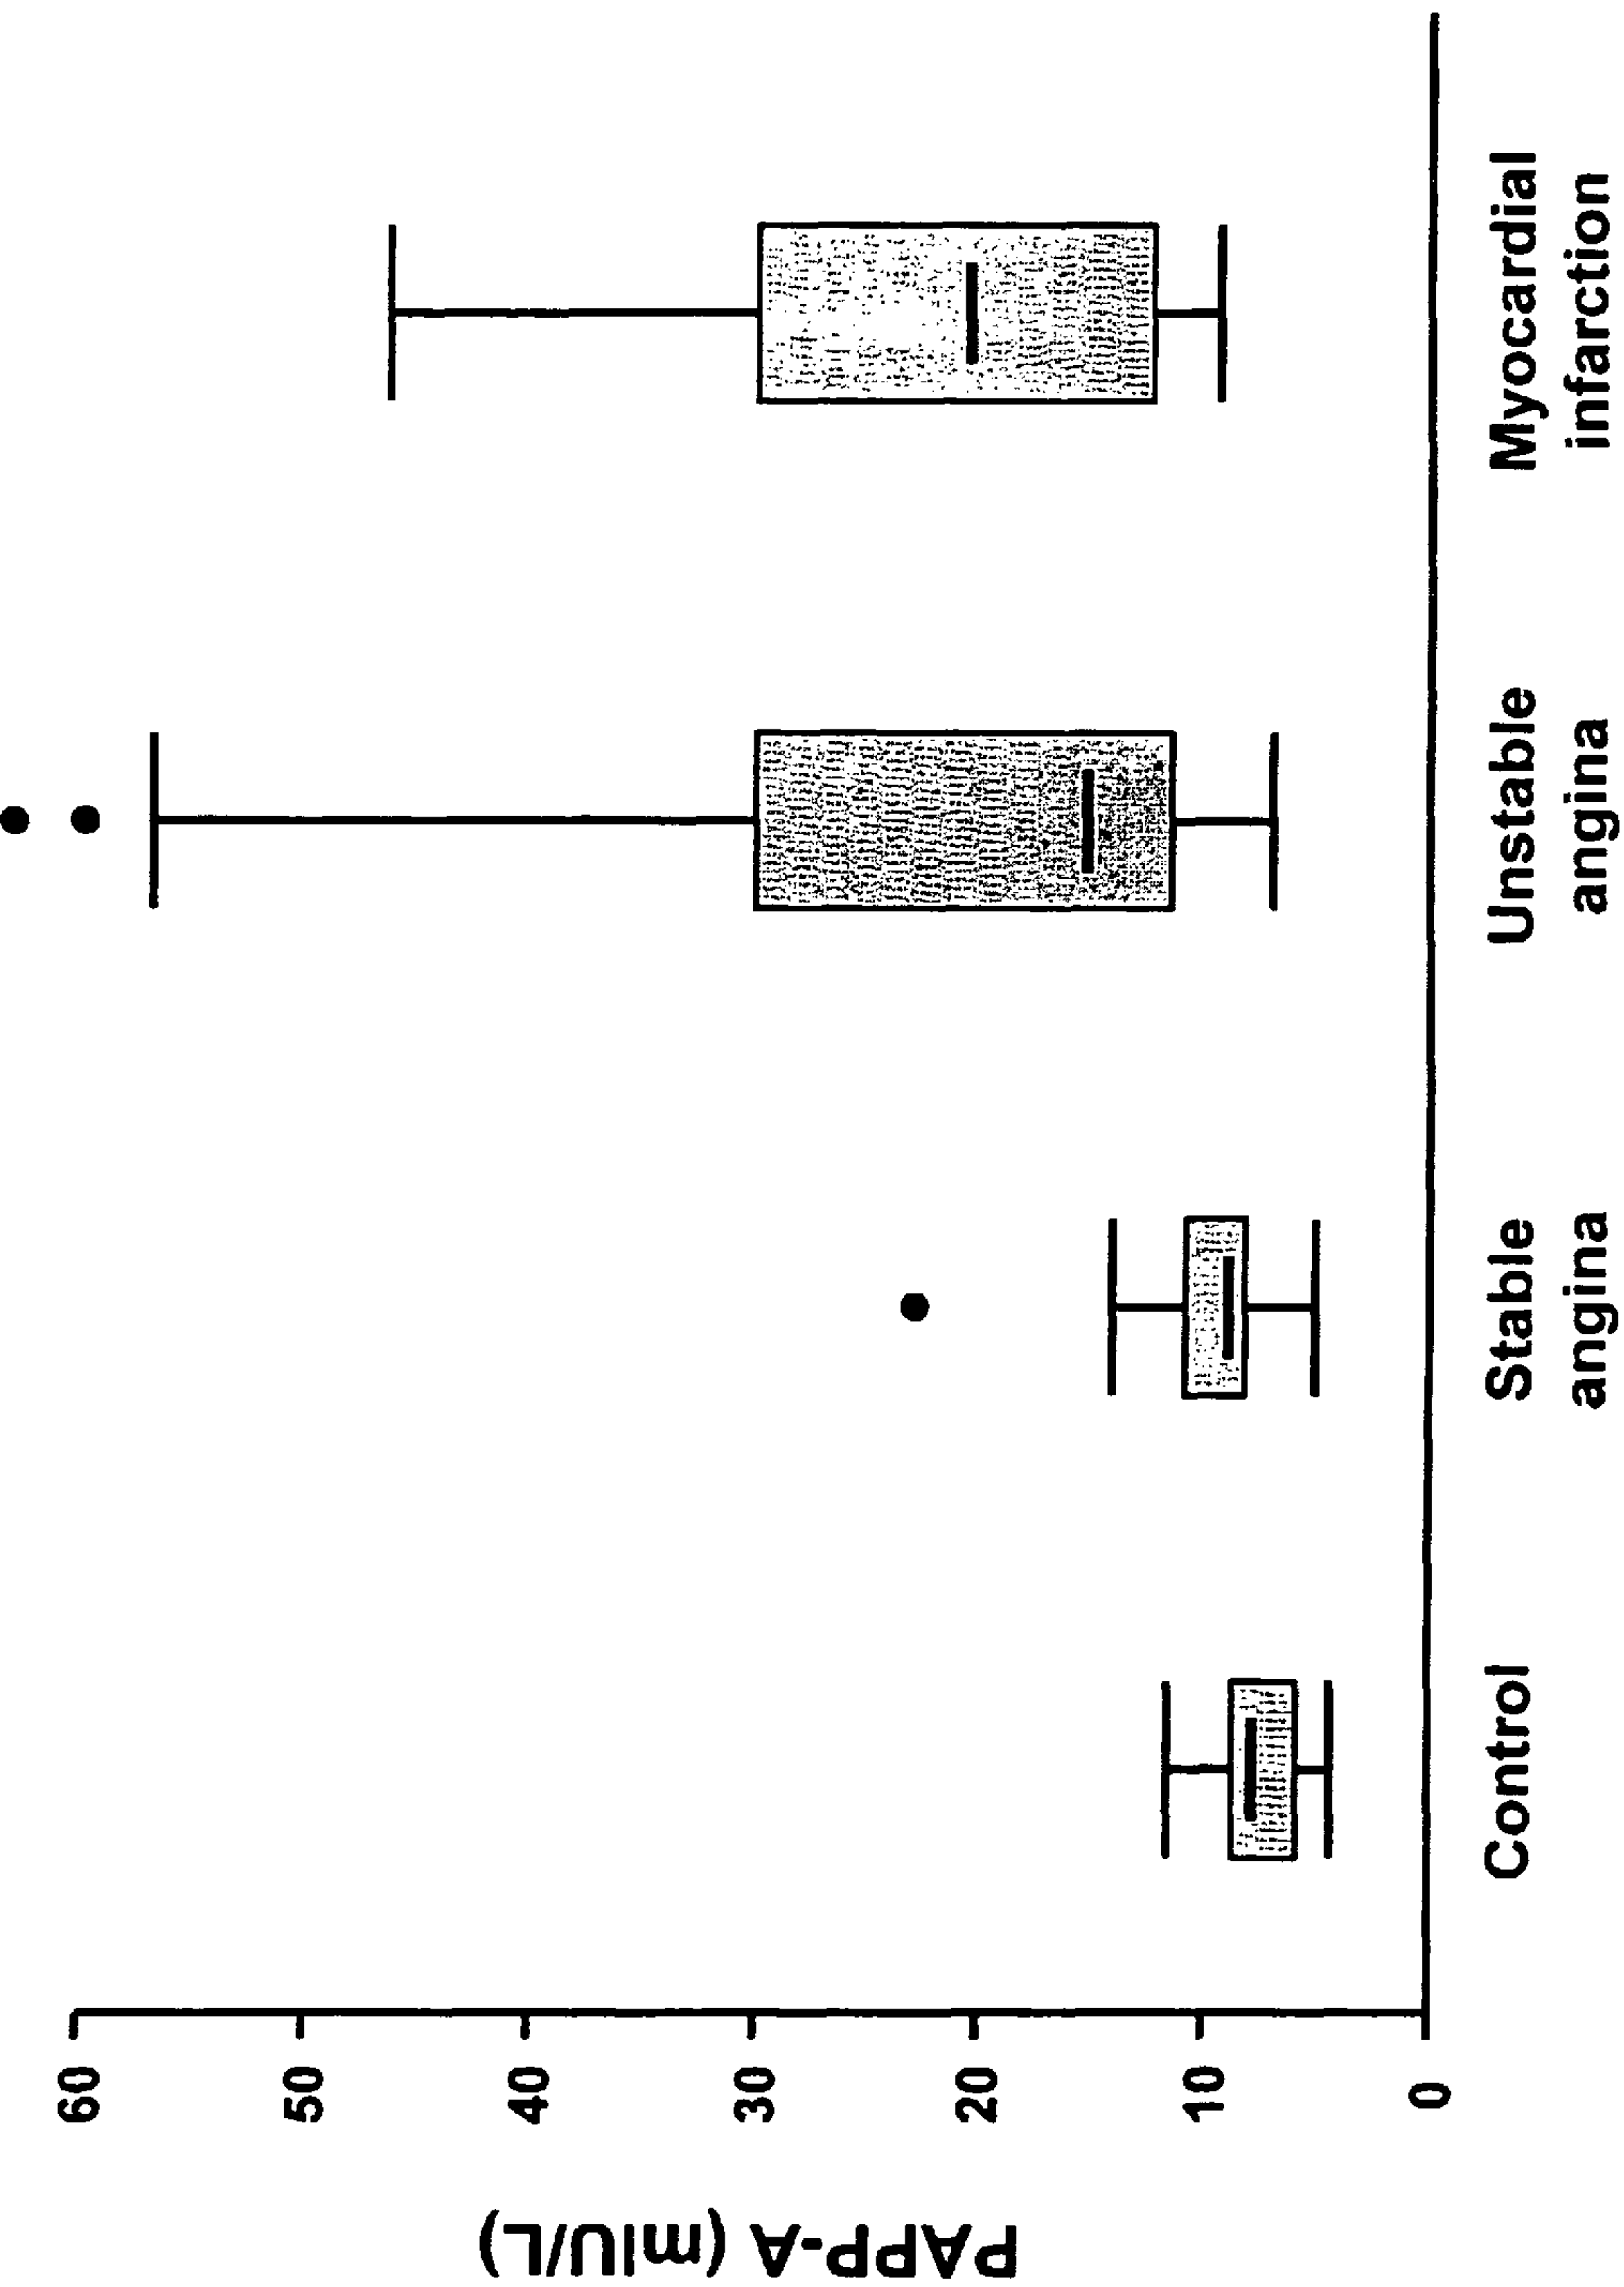 PAPP-A (mIU/L)
60
50
40
30
20
10
0
Control
Stable
angina
Unstable
angina
Myocardial
infarction